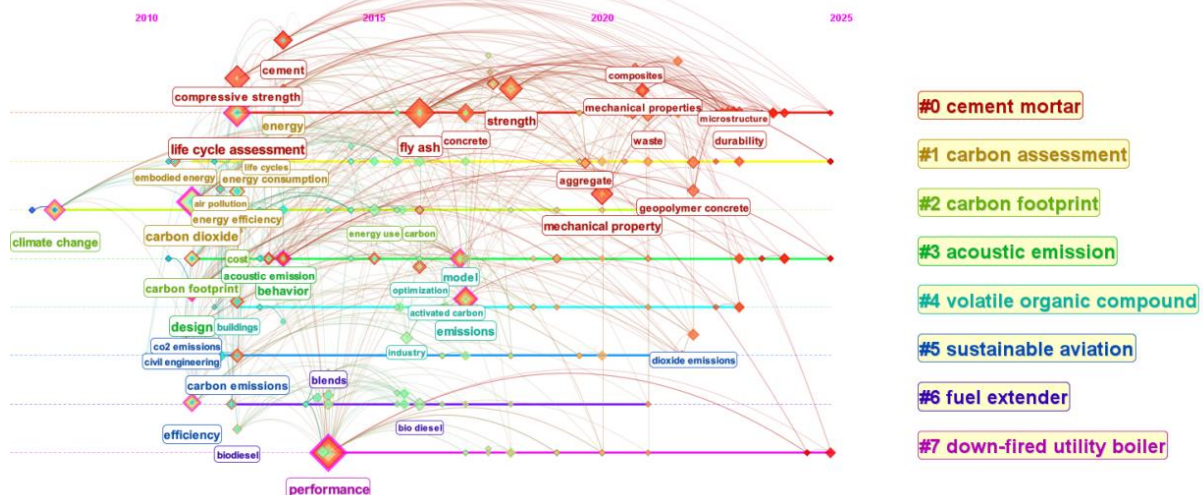 2010
2015
2020
2025
cement
composites
compressive strength
mechanical properties
#0 cement mortar
microstructure
strength
energy
life cycle assessment
fly ash
concrete
waste
durability
#1 carbon assessment
life cycles
embodied energy
energy consumption
aggregate
air pollution
geopolymer concrete
#2 carbon footprint
energy efficiency
mechanical property
climate change
carbon dioxide
energy use
carbon
cost
#3 acoustic emission
acoustic emission
model
carbon footprint
behavior
optimization
#4 volatile organic compound
activated carbon
design
buildings
emissions
co2 emissions
industry
#5 sustainable aviation
civil engineering
dioxide emissions
carbon emissions
blends
#6 fuel extender
bio diesel
efficiency
#7 down-fired utility boiler
biodiesel
performance